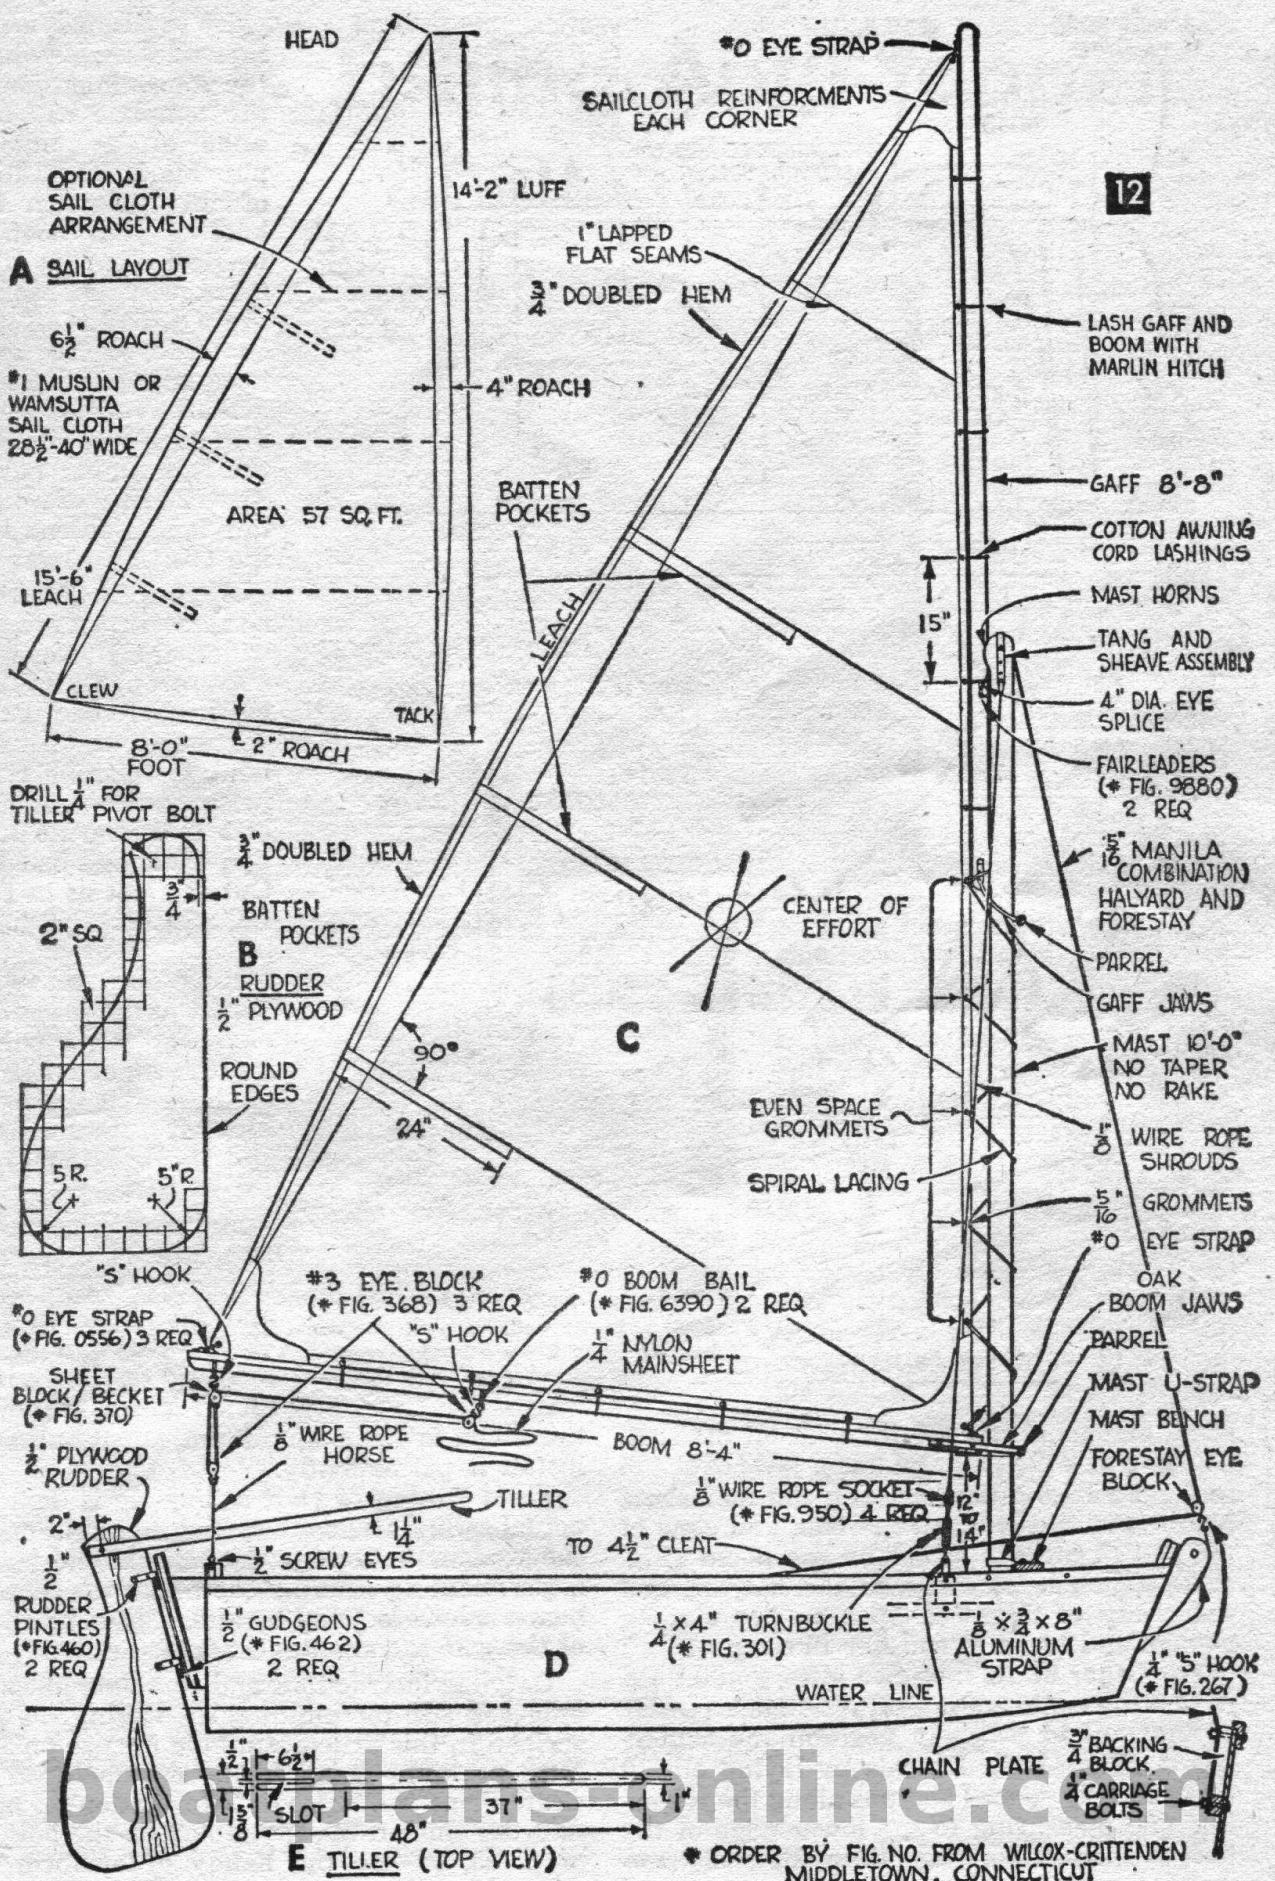 HEAD
#0 EYE STRAP
SAILCLOTH REINFORCMENTS
EACH CORNER
12
OPTIONAL
SAIL CLOTH
ARRANGEMENT
14'-2" LUFF
A SAIL LAYOUT
1" LAPPED
FLAT SEAMS
3/4" DOUBLED HEM
6 1/2" ROACH
LASH GAFF AND
BOOM WITH
MARLIN HITCH
#1 MUSLIN OR
WAMSUTTA
SAIL CLOTH
28 1/2"-40" WIDE
4" ROACH
BATTEN
POCKETS
GAFF 8'-8"
AREA 57 SQ. FT.
COTTON AWNING
CORD LASHINGS
15'-6"
LEACH
LEACH
15"
MAST HORNS
TANG AND
SHEAVE ASSEMBLY
4" DIA. EYE
SPLICE
CLEW
TACK
8'-0"
FOOT
2" ROACH
FAIRLEADERS
(* FIG. 9880)
2 REQ
DRILL 1/4" FOR
TILLER PIVOT BOLT
3/4" DOUBLED HEM
5/16" MANILA
COMBINATION
HALYARD AND
FORESTAY
3/4
BATTEN
POCKETS
2" SQ
CENTER OF
EFFORT
PARREL
B
RUDDER
1/2" PLYWOOD
GAFF JAWS
C
90°
MAST 10'-0"
NO TAPER
NO RAKE
ROUND
EDGES
24"
EVEN SPACE
GROMMETS
1/8" WIRE ROPE
SHROUDS
5 R.
5" R.
SPIRAL LACING
5/16" GROMMETS
#0 EYE STRAP
"S" HOOK
#3 EYE BLOCK
(* FIG. 368) 3 REQ
#0 BOOM BAIL
(* FIG. 6390) 2 REQ
OAK
BOOM JAWS
#0 EYE STRAP
(* FIG. 0556) 3 REQ
"S" HOOK
1/4" NYLON
MAINSHEET
PARREL
SHEET
BLOCK/BECKET
(* FIG. 370)
MAST U-STRAP
MAST BENCH
1/8" WIRE ROPE
HORSE
BOOM 8'-4"
1/2" PLYWOOD
RUDDER
FORESTAY EYE
BLOCK
1/8" WIRE ROPE SOCKET
(* FIG. 950) 4 REQ
12"
TO
14"
TILLER
2"
1 1/4"
TO 4 1/2" CLEAT
1/2" SCREW EYES
1/2"
RUDDER
PINTLES
(* FIG. 460)
2 REQ
1/2" GUDGEONS
(* FIG. 462)
2 REQ
1/4 x 4" TURNBUCKLE
(* FIG. 301)
1/8 x 3/4 x 8"
ALUMINUM
STRAP
1/4" "S" HOOK
(* FIG. 267)
D
WATER LINE
1/2"
6 1/2"
CHAIN PLATE
3/4" BACKING
BLOCK
1/4" CARRIAGE
BOLTS
boatplans-online.com
1 5/8"
SLOT
37"
1"
48"
E TILLER (TOP VIEW)
* ORDER BY FIG. NO. FROM WILCOX-CRITTENDEN
MIDDLETOWN, CONNECTICUT